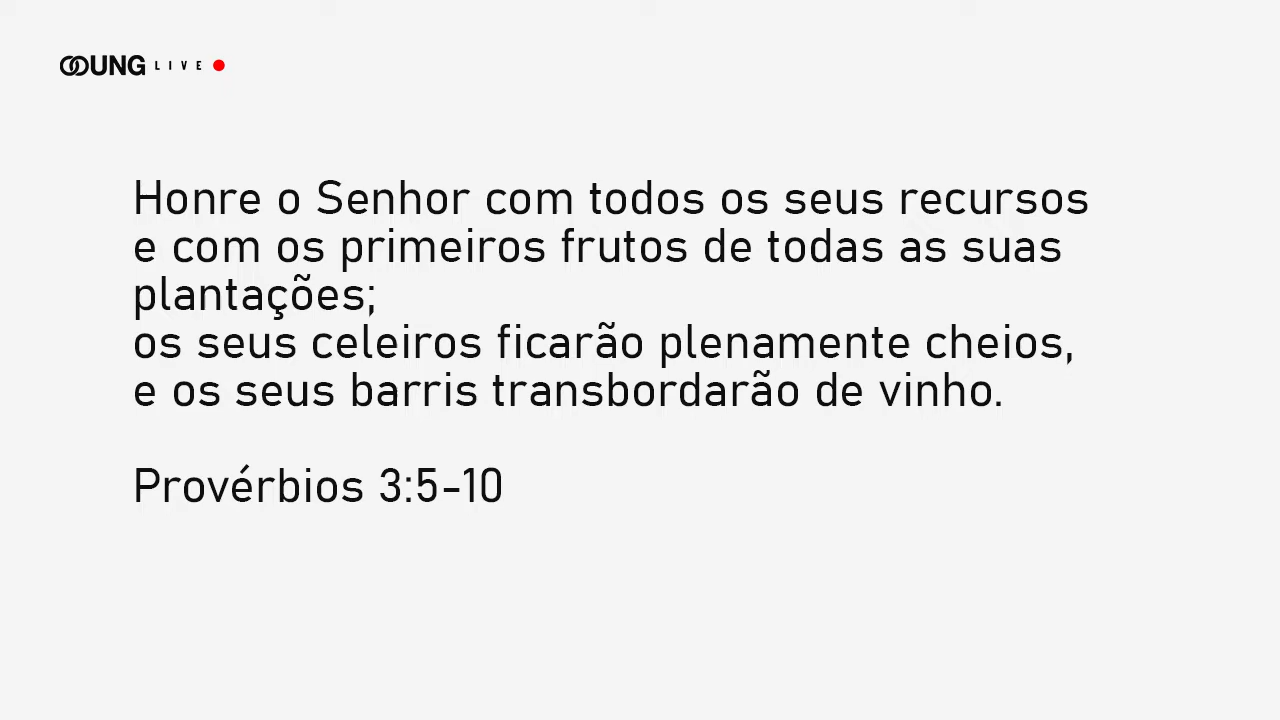 OOUNG LIVE
Honre o Senhor com todos os seus recursos
e com os primeiros frutos de todas as suas
plantações;
os seus celeiros ficarão plenamente cheios,
e os seus barris transbordarão de vinho.
Provérbios 3:5-10